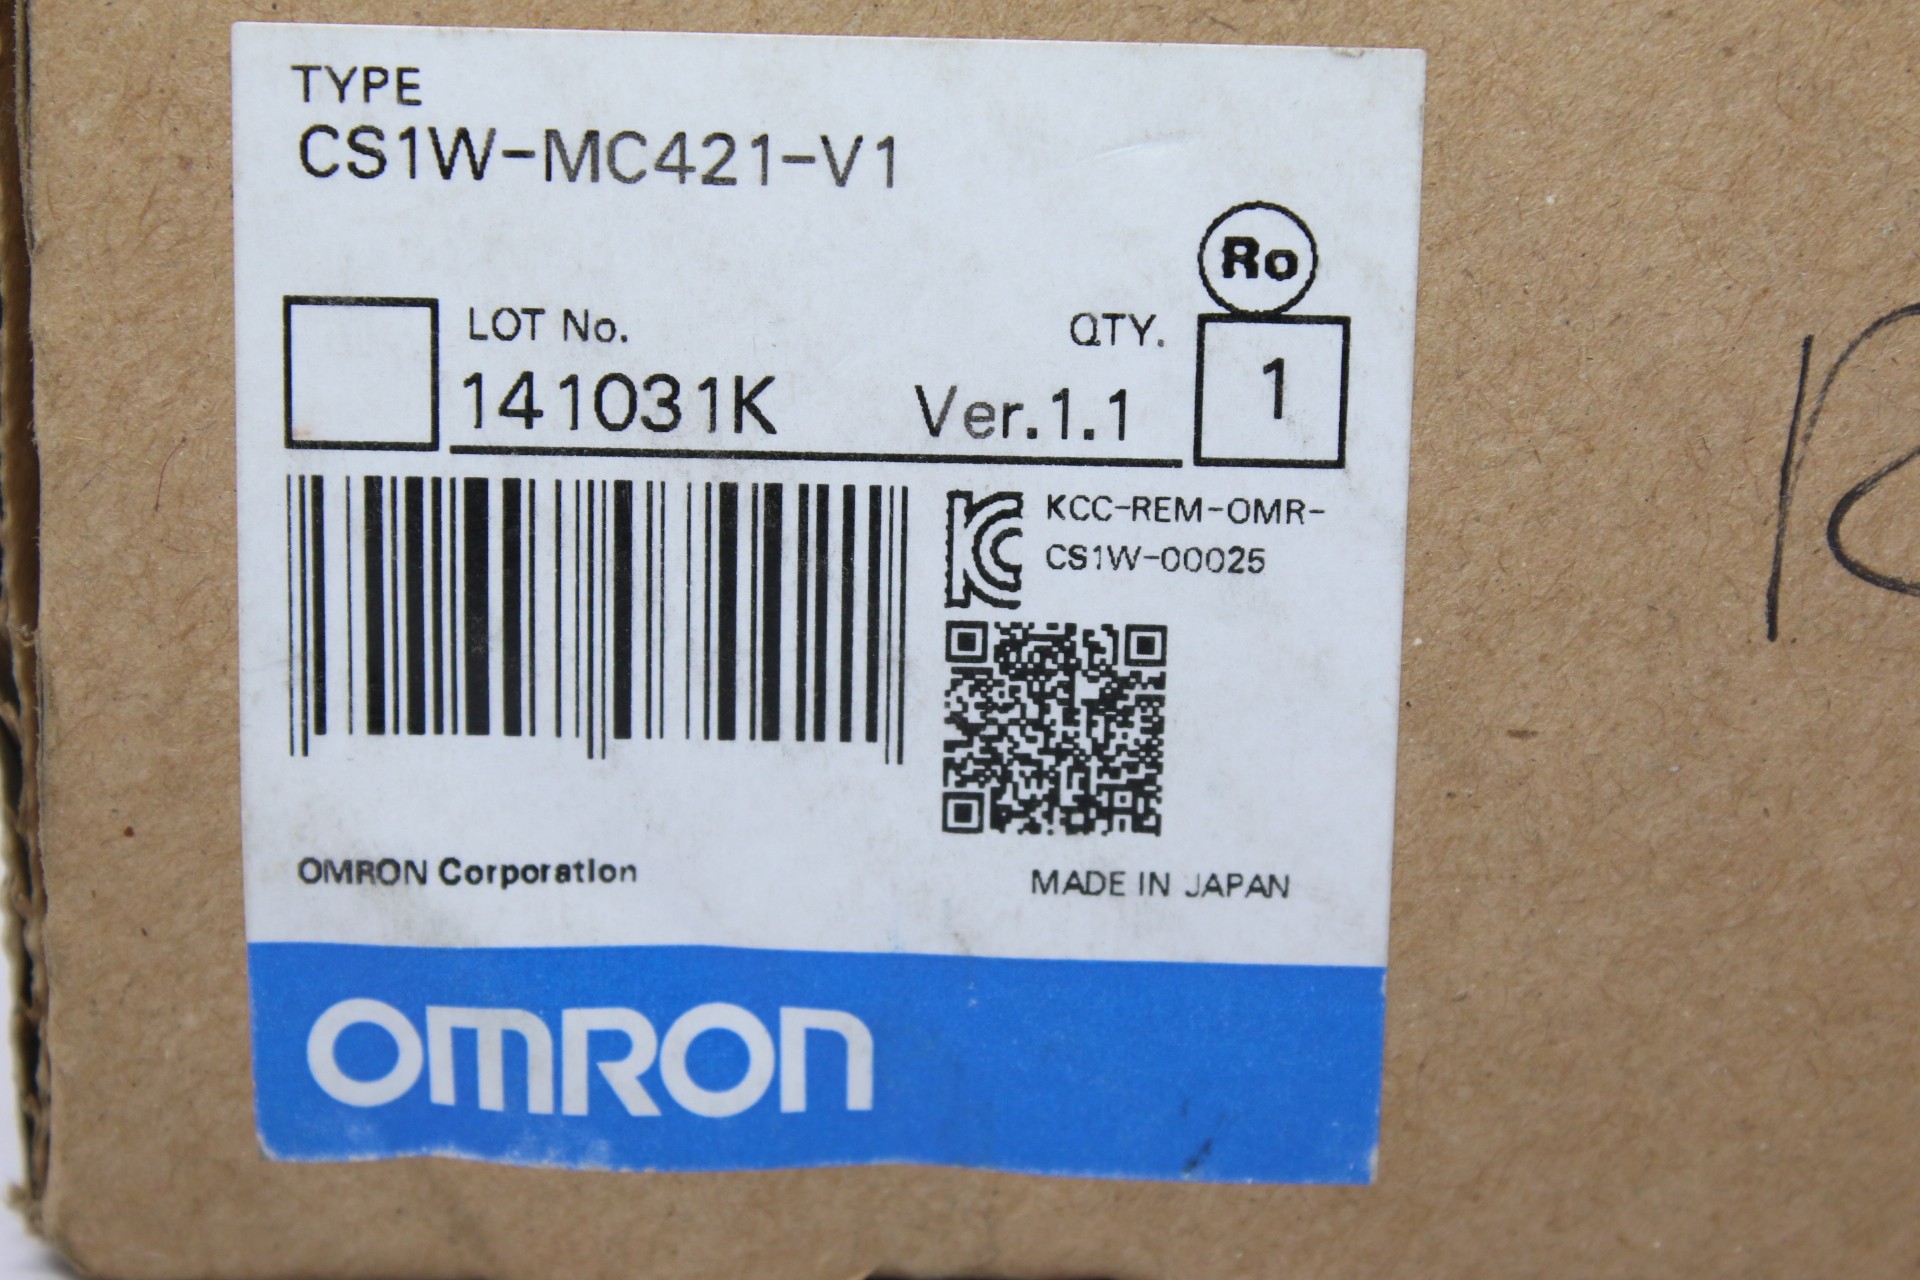 TYPE
CS1W-MC421-V1
Ro
LOT No.
QTY.
141031K
Ver.1.1
1
KCC-REM-OMR-
CS1W-00025
OMRON Corporation
MADE IN JAPAN
OMRON